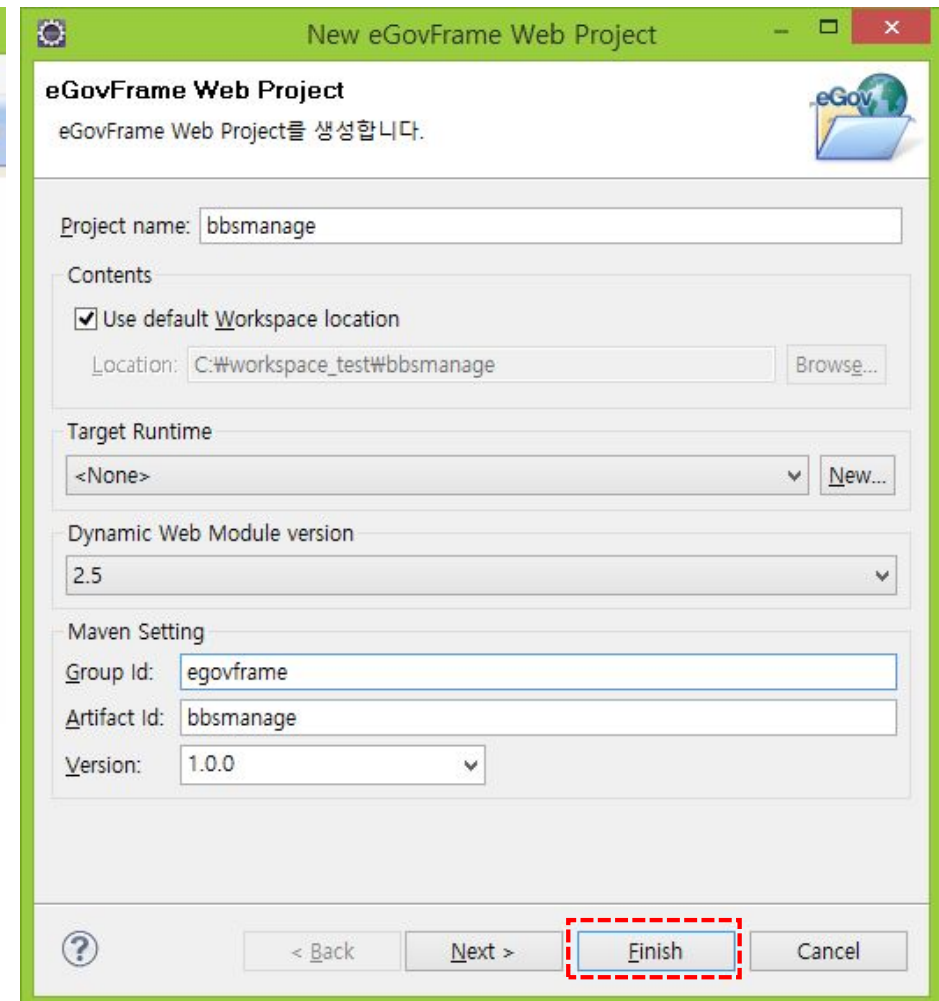 New eGovFrame Web Project
eGovFrame Web Project
eGovFrame Web Project를 생성합니다.
eGov
Project name: bbsmanage
Contents
Use default Workspace location
Location: C:₩workspace_test₩bbsmanage Browse...
Target Runtime
<None> New...
Dynamic Web Module version
2.5
Maven Setting
Group Id: egovframe
Artifact Id: bbsmanage
Version: 1.0.0
? < Back Next > Finish Cancel